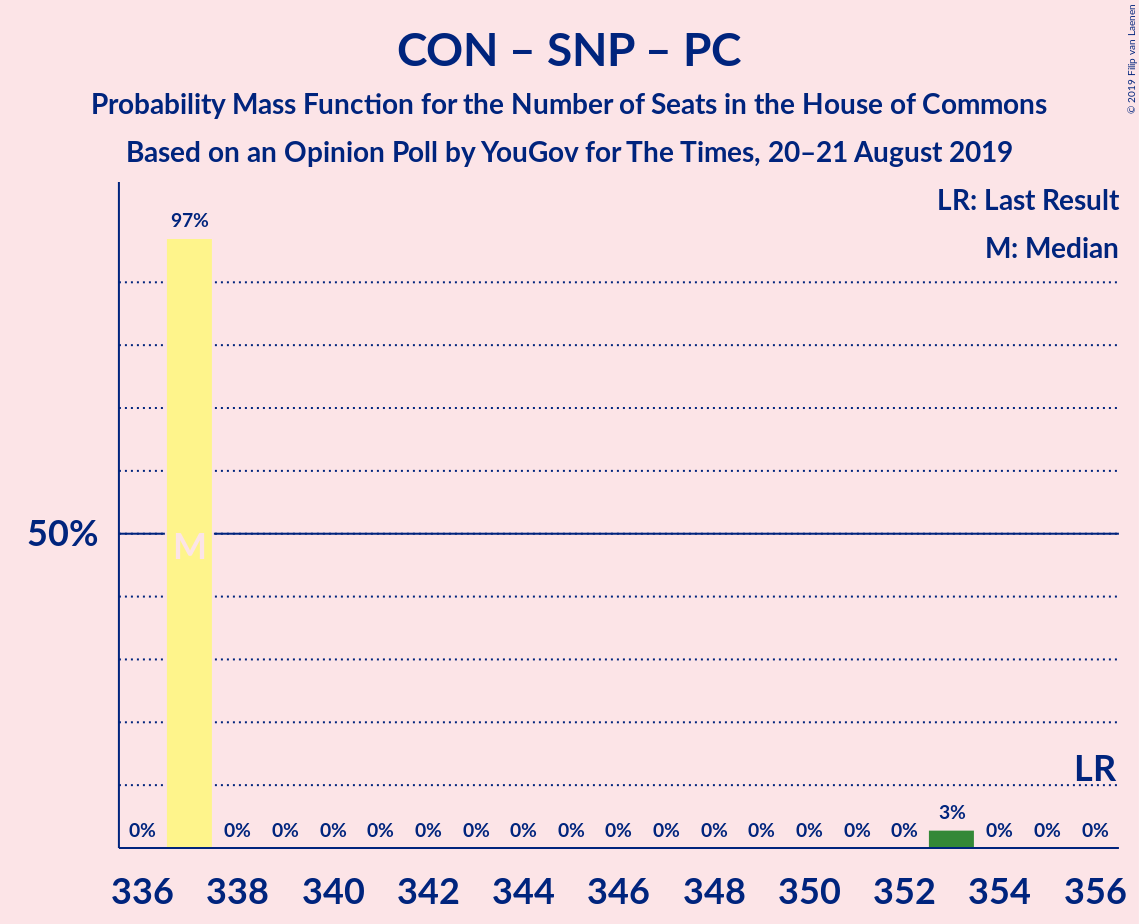 CON – SNP – PC
Probability Mass Function for the Number of Seats in the House of Commons
Based on an Opinion Poll by YouGov for The Times, 20–21 August 2019
© 2019 Filip van Laenen
LR: Last Result
M: Median
97%
50%
M
LR
0% 0% 0% 0% 0% 0% 0% 0% 0% 0% 0% 0% 0% 0% 0% 0% 3% 0% 0% 0%
336 338 340 342 344 346 348 350 352 354 356